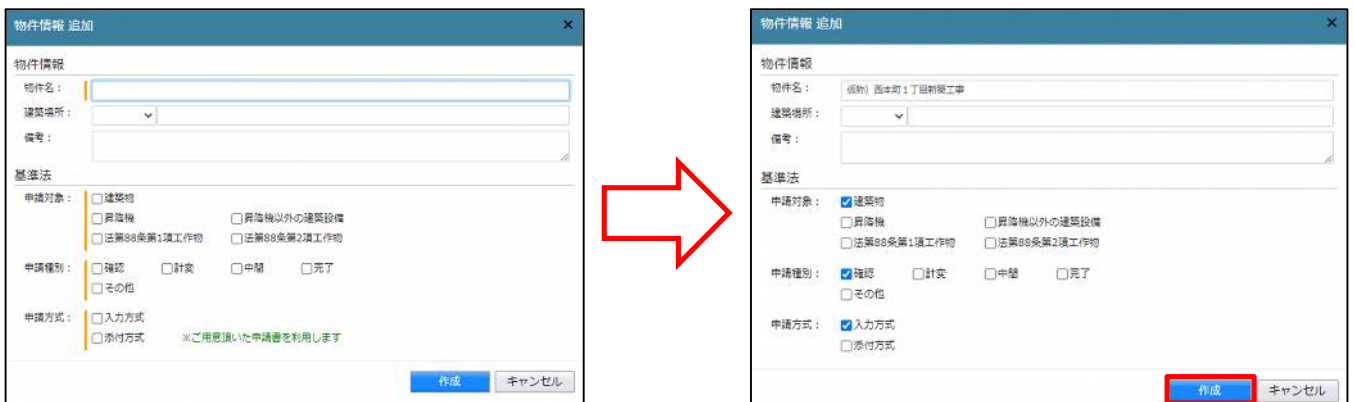 物件情報 追加 ×
物件情報
物件名：
建築場所：
備考：
基準法
申請対象： 建築物
昇降機 昇降機以外の建築設備
法第88条第1項工作物 法第88条第2項工作物
申請種別： 確認 計変 中間 完了
その他
申請方式： 入力方式
添付方式 ※ご用意頂いた申請書を利用します
作成 キャンセル
物件情報 追加 ×
物件情報
物件名： 仮称）西本町１丁目新築工事
建築場所：
備考：
基準法
申請対象： 建築物
昇降機 昇降機以外の建築設備
法第88条第1項工作物 法第88条第2項工作物
申請種別： 確認 計変 中間 完了
その他
申請方式： 入力方式
添付方式
作成 キャンセル